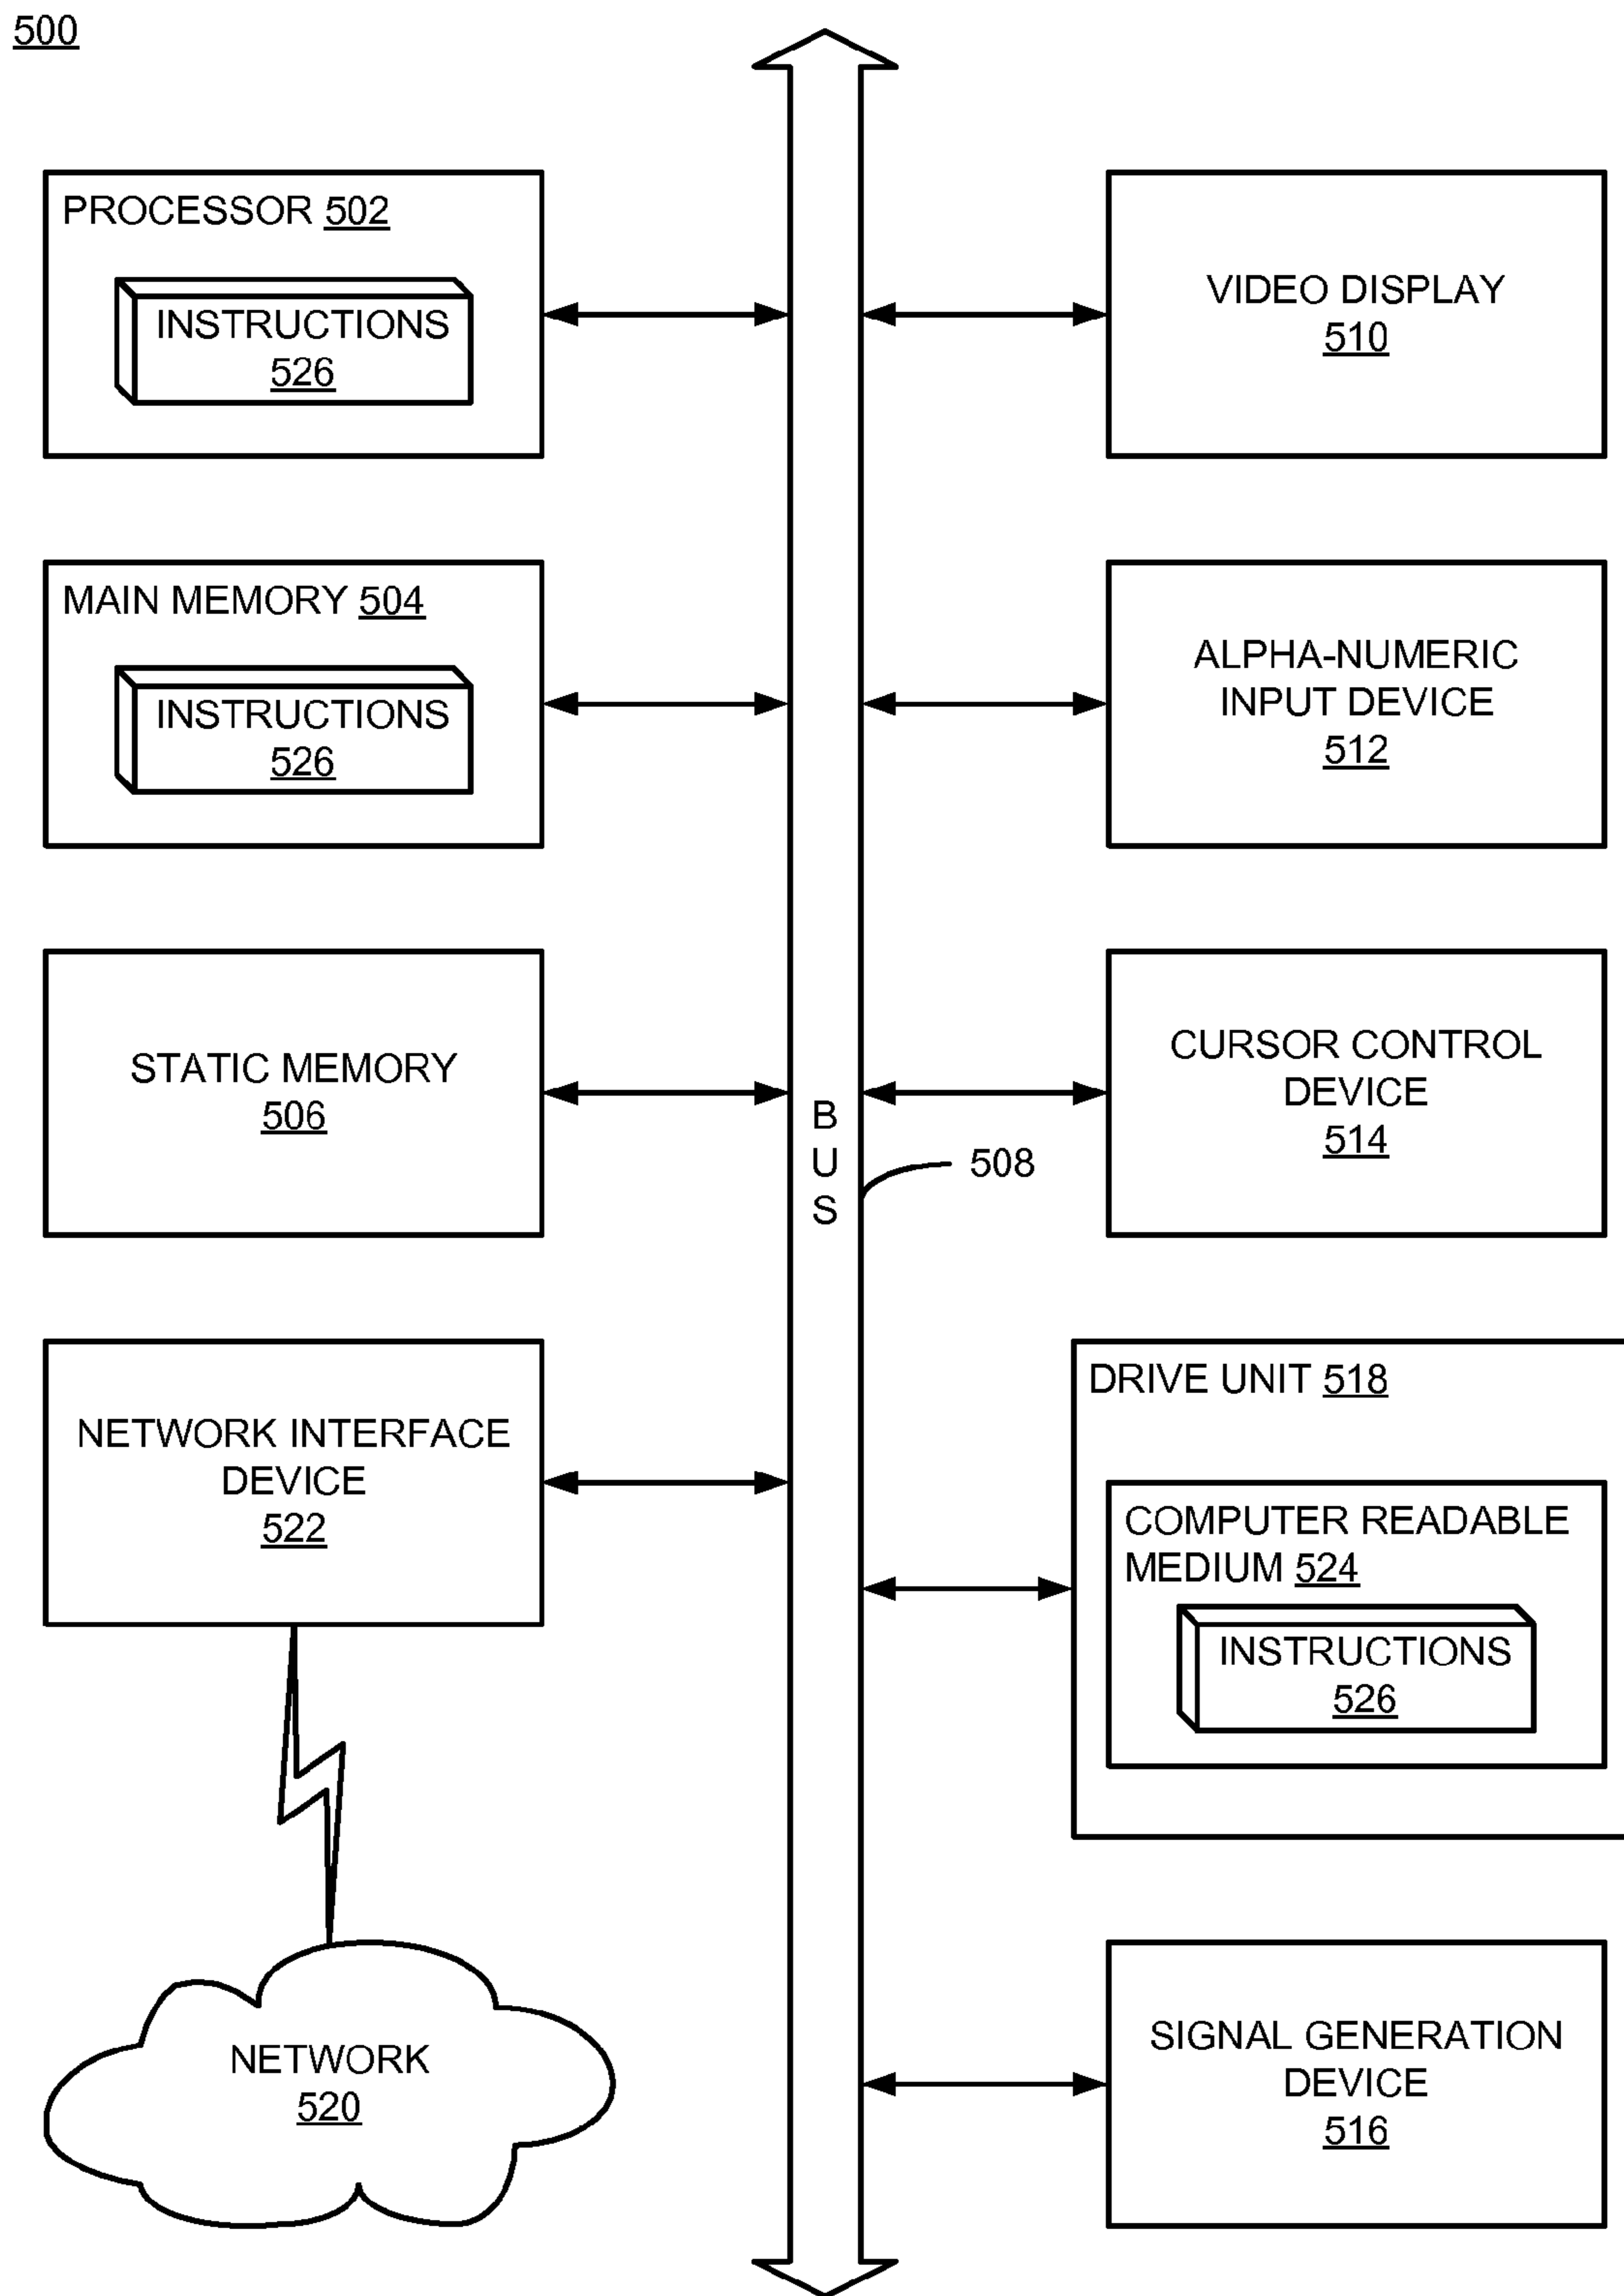 500
PROCESSOR 502
INSTRUCTIONS
526
MAIN MEMORY 504
INSTRUCTIONS
526
STATIC MEMORY
506
NETWORK INTERFACE
DEVICE
522
NETWORK
520
B
U
S
508
VIDEO DISPLAY
510
ALPHA-NUMERIC
INPUT DEVICE
512
CURSOR CONTROL
DEVICE
514
DRIVE UNIT 518
COMPUTER READABLE
MEDIUM 524
INSTRUCTIONS
526
SIGNAL GENERATION
DEVICE
516